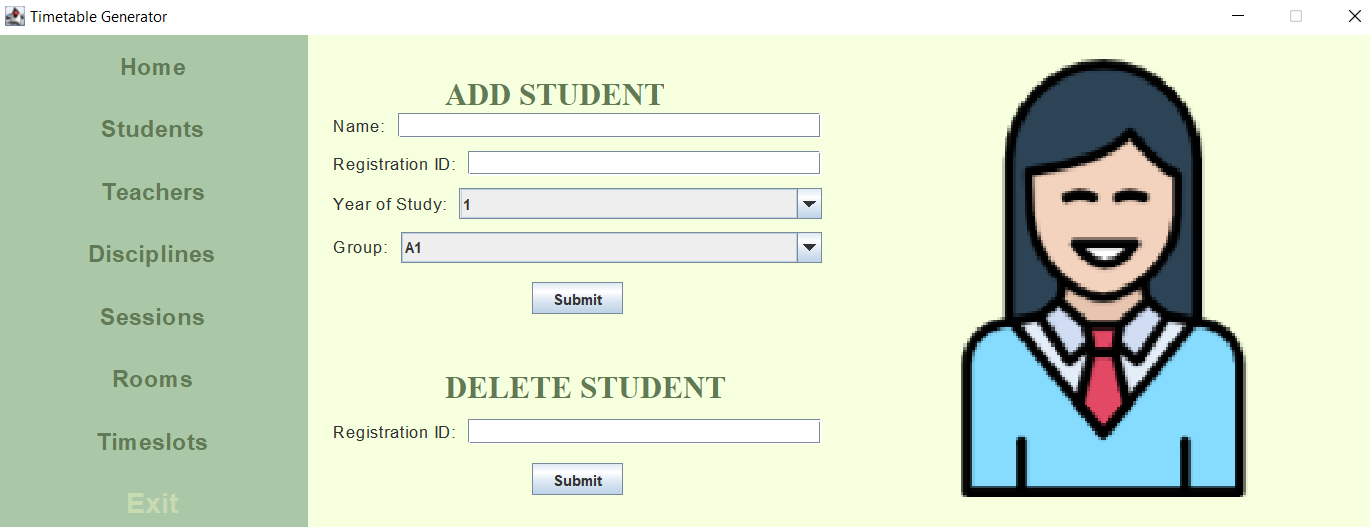 Timetable Generator
Home
Students
Teachers
Disciplines
Sessions
Rooms
Timeslots
Exit
ADD STUDENT
Name:
Registration ID:
Year of Study: 1
Group: A1
Submit
DELETE STUDENT
Registration ID:
Submit